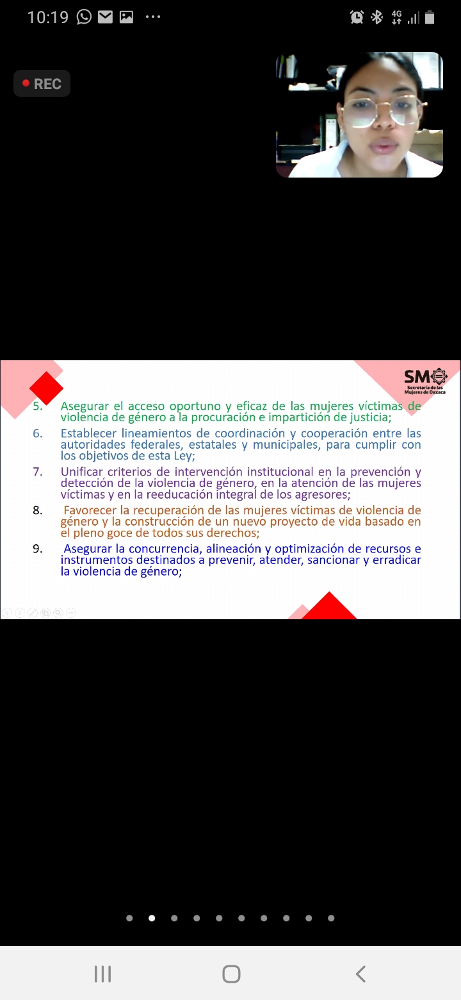 10:19
4G
REC
SM
Secretaría de las
Mujeres de Oaxaca
5. Asegurar el acceso oportuno y eficaz de las mujeres víctimas de
violencia de género a la procuración e impartición de justicia;
6. Establecer lineamientos de coordinación y cooperación entre las
autoridades federales, estatales y municipales, para cumplir con
los objetivos de esta Ley;
7. Unificar criterios de intervención institucional en la prevención y
detección de la violencia de género, en la atención de las mujeres
víctimas y en la reeducación integral de los agresores;
8. Favorecer la recuperación de las mujeres víctimas de violencia de
género y la construcción de un nuevo proyecto de vida basado en
el pleno goce de todos sus derechos;
9. Asegurar la concurrencia, alineación y optimización de recursos e
instrumentos destinados a prevenir, atender, sancionar y erradicar
la violencia de género;